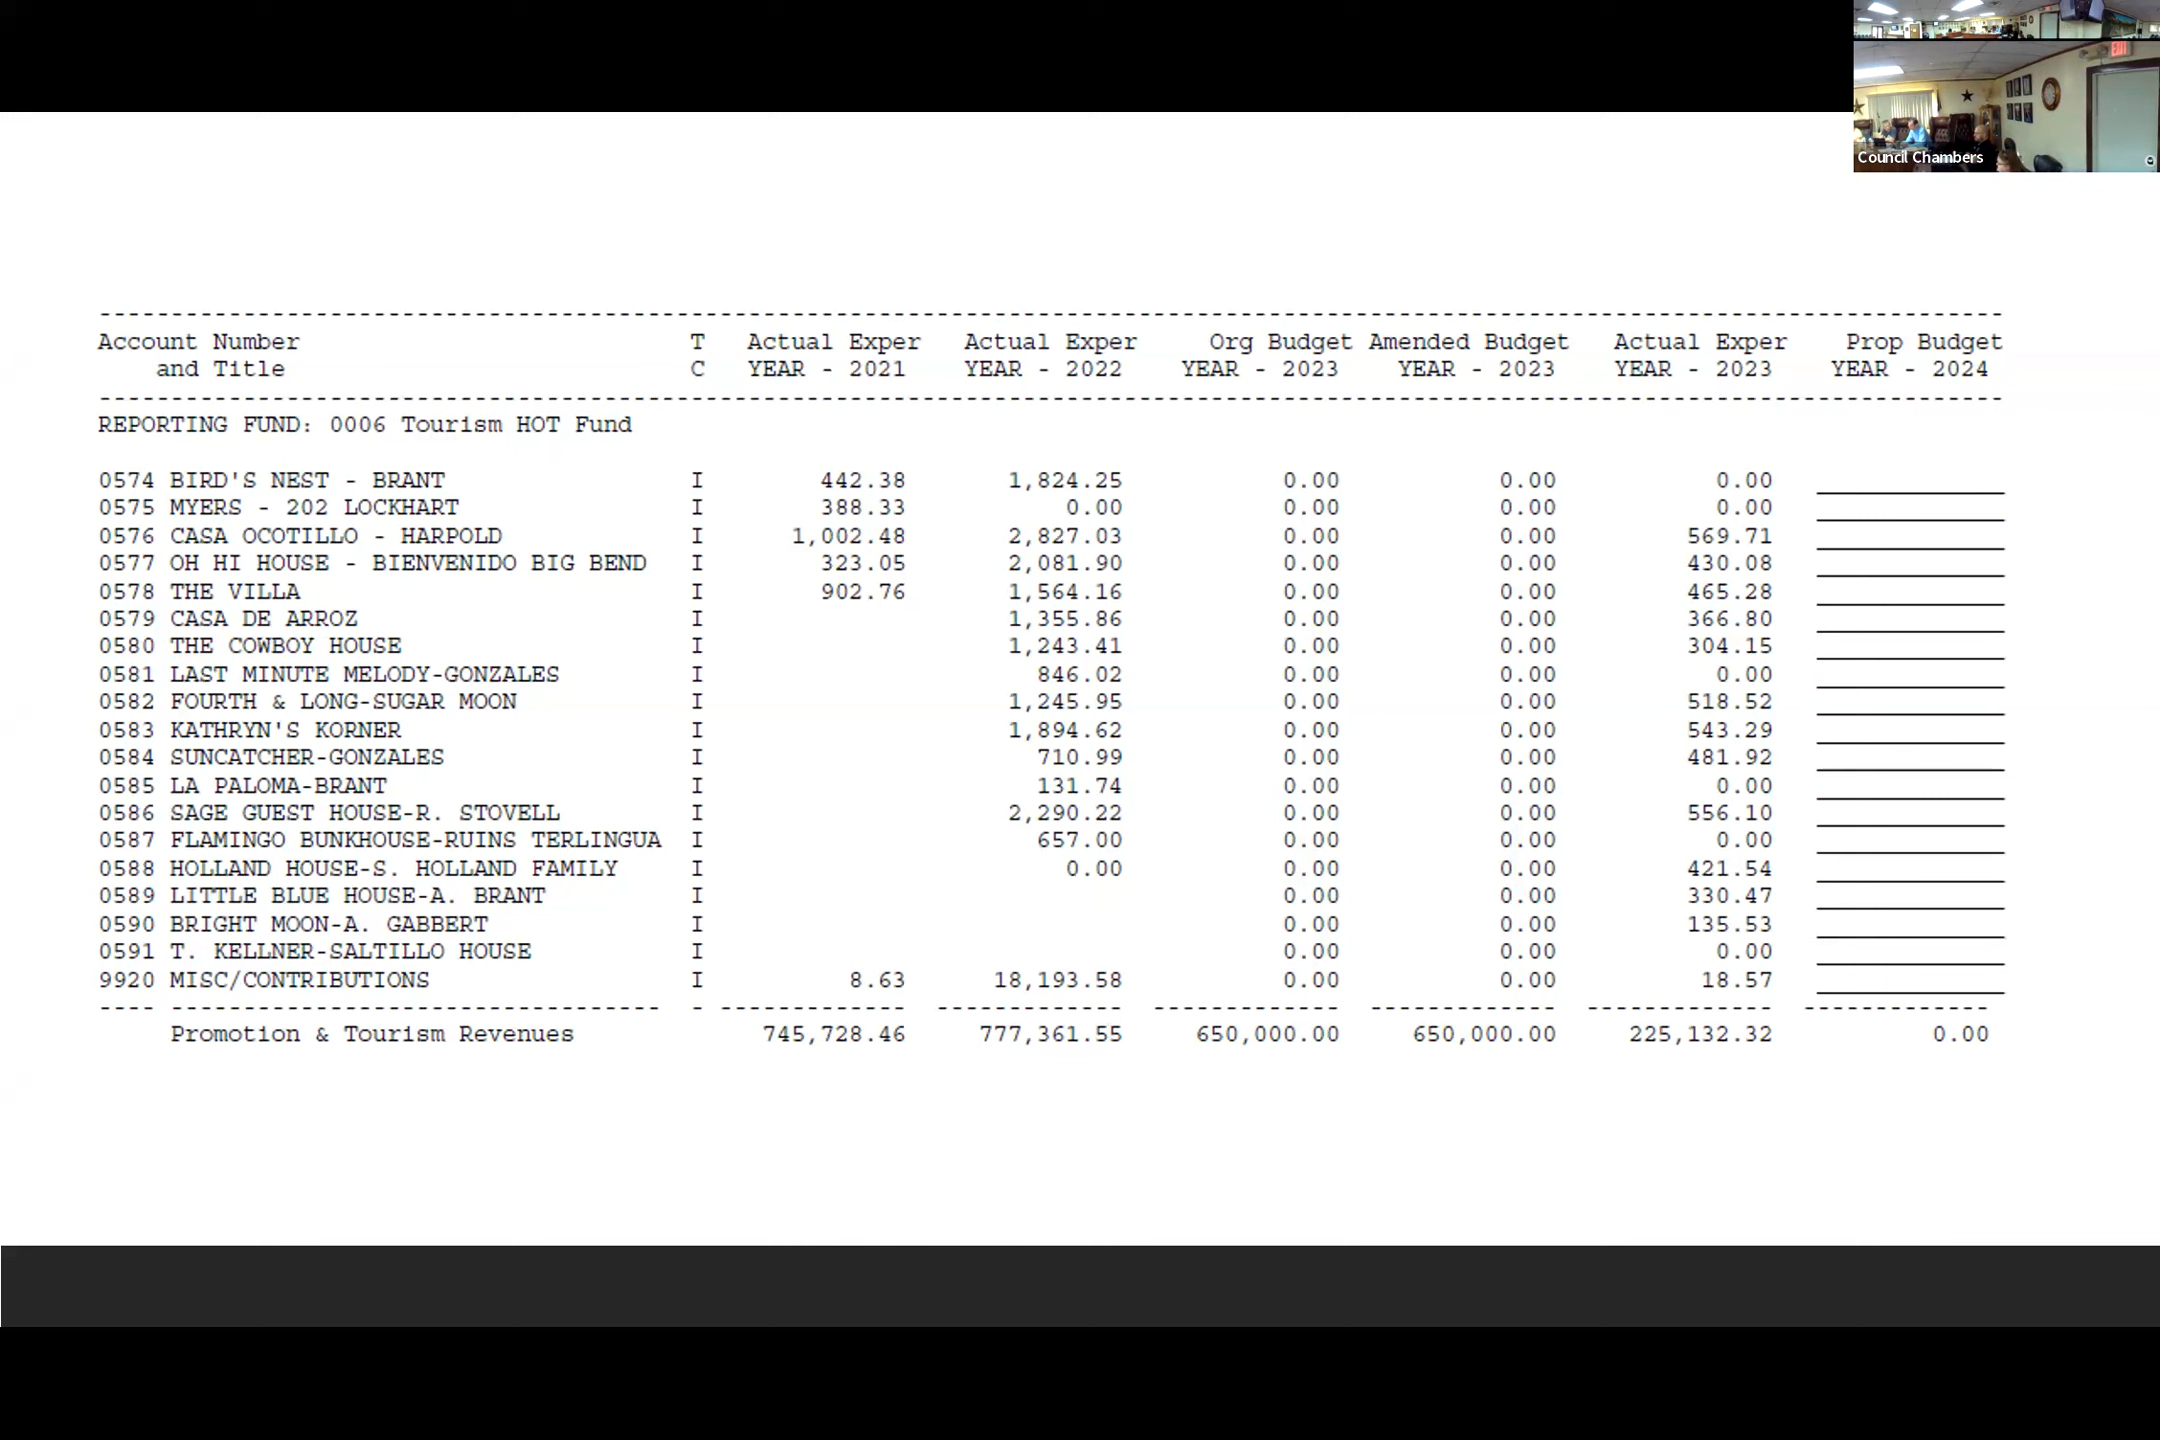 EXIT
Council Chambers
Account Number T Actual Exper Actual Exper Org Budget Amended Budget Actual Exper Prop Budget
and Title C YEAR - 2021 YEAR - 2022 YEAR - 2023 YEAR - 2023 YEAR - 2023 YEAR - 2024
REPORTING FUND: 0006 Tourism HOT Fund
0574 BIRD'S NEST - BRANT I 442.38 1,824.25 0.00 0.00 0.00
0575 MYERS - 202 LOCKHART I 388.33 0.00 0.00 0.00 0.00
0576 CASA OCOTILLO - HARPOLD I 1,002.48 2,827.03 0.00 0.00 569.71
0577 OH HI HOUSE - BIENVENIDO BIG BEND I 323.05 2,081.90 0.00 0.00 430.08
0578 THE VILLA I 902.76 1,564.16 0.00 0.00 465.28
0579 CASA DE ARROZ I 1,355.86 0.00 0.00 366.80
0580 THE COWBOY HOUSE I 1,243.41 0.00 0.00 304.15
0581 LAST MINUTE MELODY-GONZALES I 846.02 0.00 0.00 0.00
0582 FOURTH & LONG-SUGAR MOON I 1,245.95 0.00 0.00 518.52
0583 KATHRYN'S KORNER I 1,894.62 0.00 0.00 543.29
0584 SUNCATCHER-GONZALES I 710.99 0.00 0.00 481.92
0585 LA PALOMA-BRANT I 131.74 0.00 0.00 0.00
0586 SAGE GUEST HOUSE-R. STOVELL I 2,290.22 0.00 0.00 556.10
0587 FLAMINGO BUNKHOUSE-RUINS TERLINGUA I 657.00 0.00 0.00 0.00
0588 HOLLAND HOUSE-S. HOLLAND FAMILY I 0.00 0.00 0.00 421.54
0589 LITTLE BLUE HOUSE-A. BRANT I 0.00 0.00 330.47
0590 BRIGHT MOON-A. GABBERT I 0.00 0.00 135.53
0591 T. KELLNER-SALTILLO HOUSE I 0.00 0.00 0.00
9920 MISC/CONTRIBUTIONS I 8.63 18,193.58 0.00 0.00 18.57
Promotion & Tourism Revenues 745,728.46 777,361.55 650,000.00 650,000.00 225,132.32 0.00